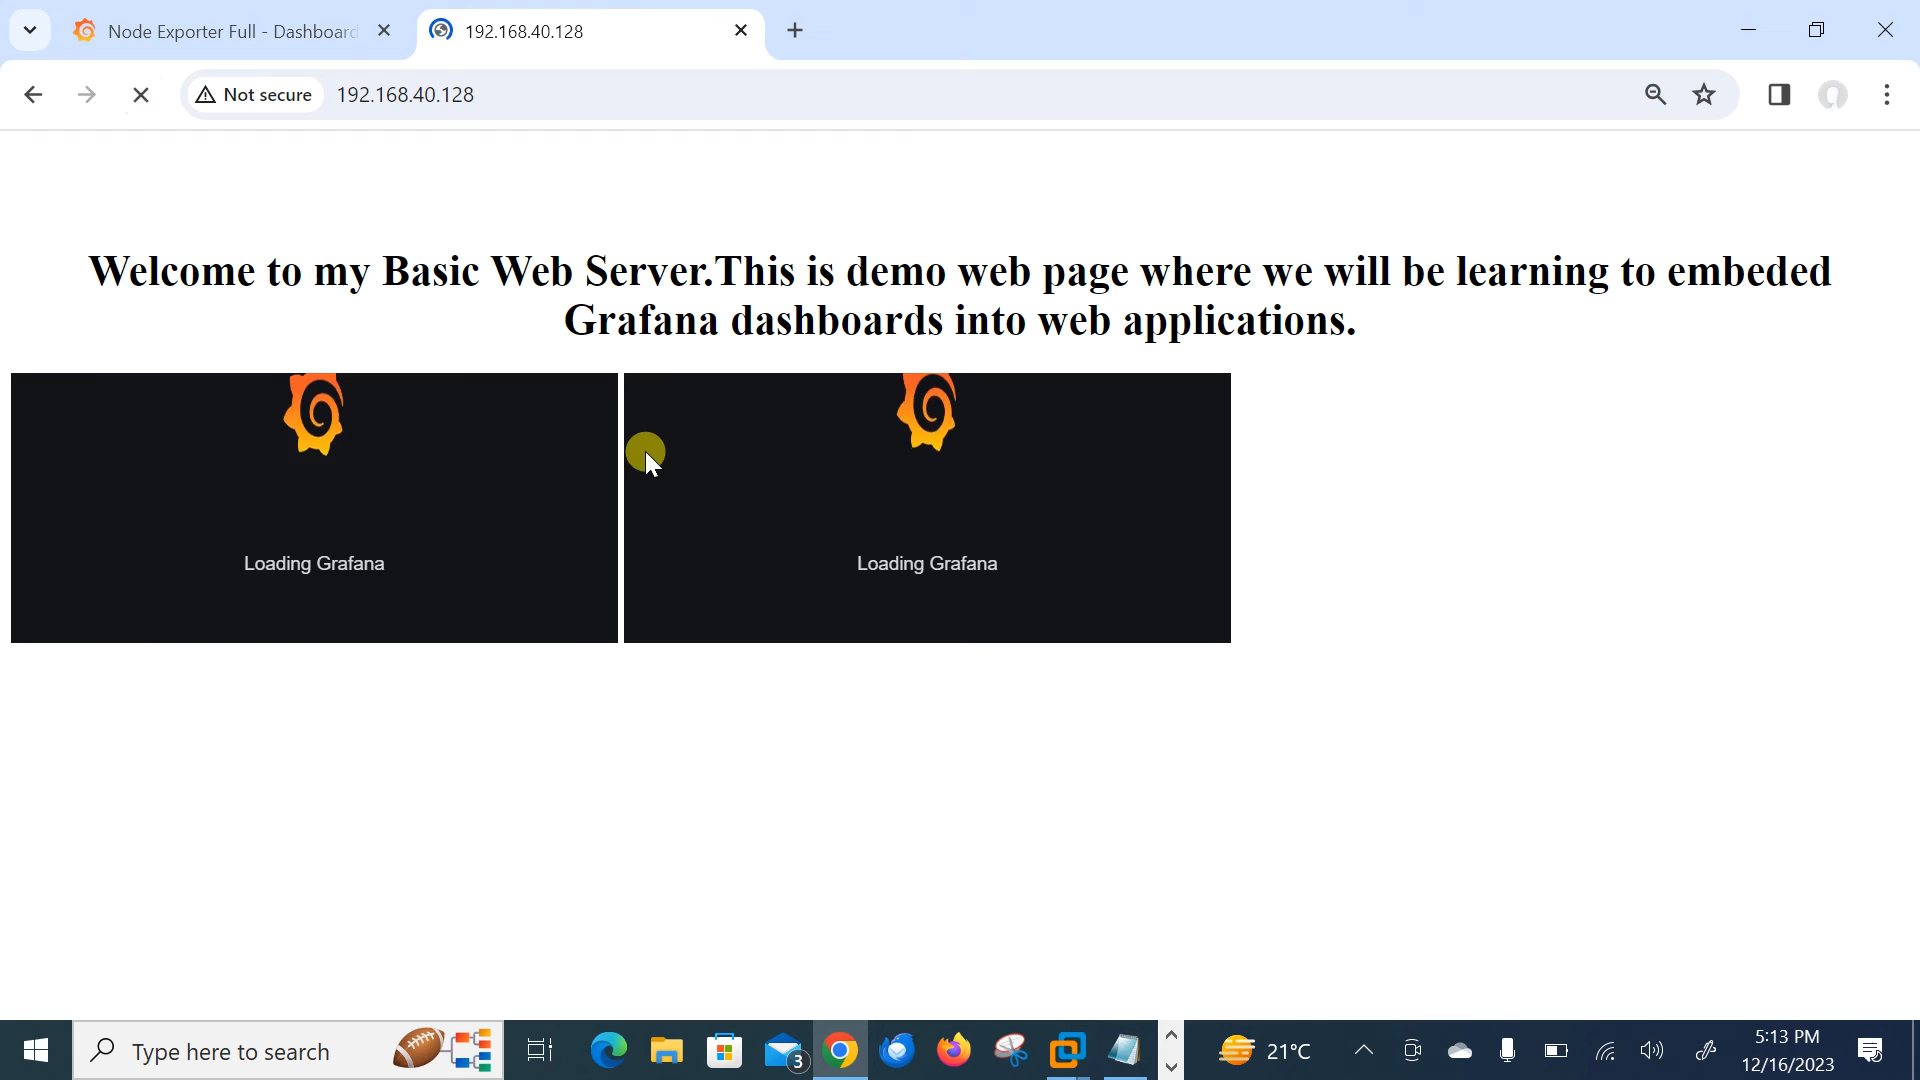 Node Exporter Full - Dashboard
192.168.40.128
Not secure
192.168.40.128
Welcome to my Basic Web Server.This is demo web page where we will be learning to embeded
Grafana dashboards into web applications.
Loading Grafana
Loading Grafana
Type here to search
3
21°C
5:13 PM
12/16/2023